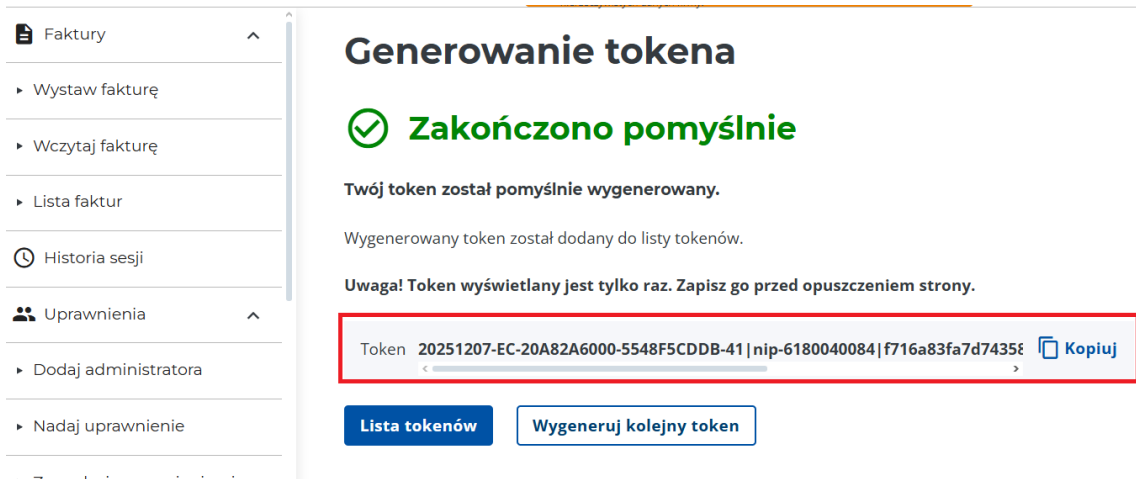 Faktury
Wystaw fakturę
Wczytaj fakturę
Lista faktur
Historia sesji
Uprawnienia
Dodaj administratora
Nadaj uprawnienie
Generowanie tokena
Zakończono pomyślnie
Twój token został pomyślnie wygenerowany.
Wygenerowany token został dodany do listy tokenów.
Uwaga! Token wyświetlany jest tylko raz. Zapisz go przed opuszczeniem strony.
Token 20251207-EC-20A82A6000-5548F5CDDB-41|nip-6180040084|f716a83fa7d74358 Kopiuj
Lista tokenów Wygeneruj kolejny token